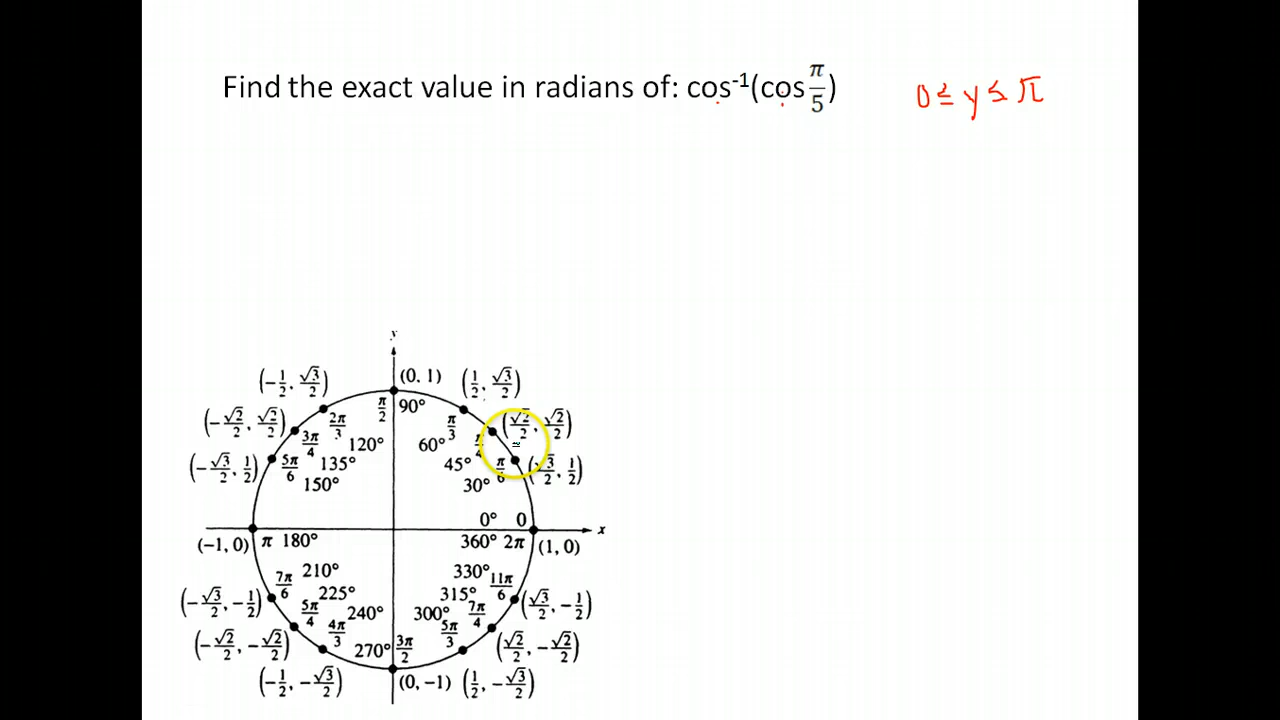 Find the exact value in radians of: cos⁻¹(cos π/5) 0 ≤ y ≤ π
y
(-1/2, √3/2) (0, 1) (1/2, √3/2)
(-√2/2, √2/2) 2π/3 π/2 90° π/3 (√2/2, √2/2)
3π/4 120° 60° π/4
(-√3/2, 1/2) 5π/6 135° 45° π/6 (√3/2, 1/2)
150° 30°
0° 0 x
(-1, 0) π 180° 360° 2π (1, 0)
7π/6 210° 330° 11π/6
(-√3/2, -1/2) 225° 315° (√3/2, -1/2)
5π/4 240° 300° 7π/4
(-√2/2, -√2/2) 4π/3 270° 3π/2 5π/3 (√2/2, -√2/2)
(-1/2, -√3/2) (0, -1) (1/2, -√3/2)